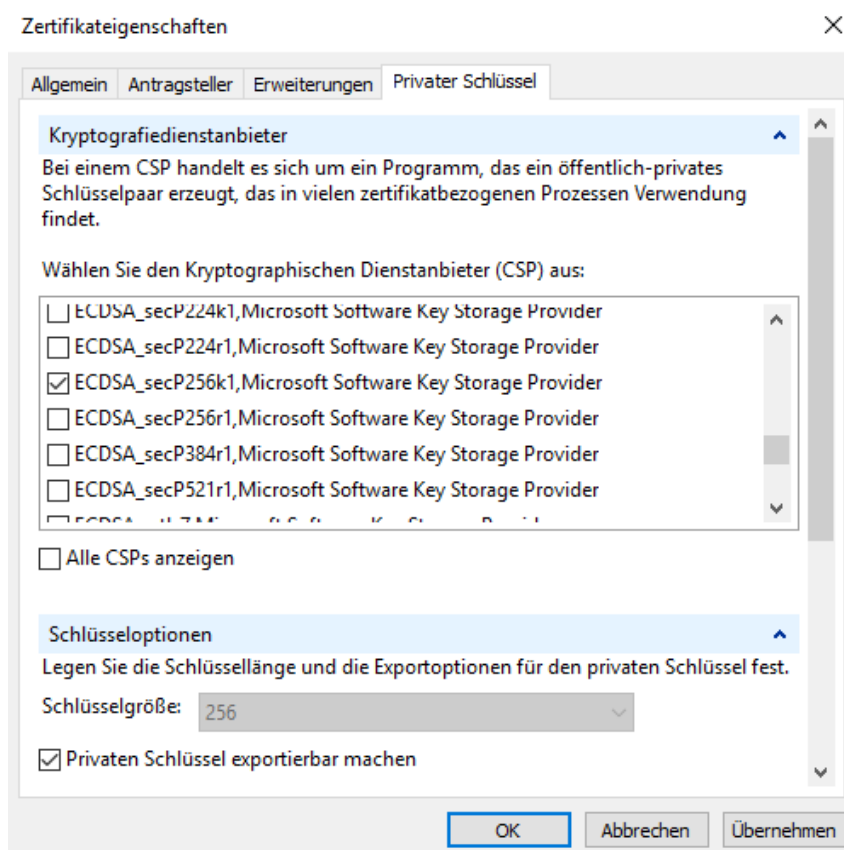 Zertifikateigenschaften
Allgemein Antragsteller Erweiterungen Privater Schlüssel
Kryptografiedienstanbieter
Bei einem CSP handelt es sich um ein Programm, das ein öffentlich-privates
Schlüsselpaar erzeugt, das in vielen zertifikatbezogenen Prozessen Verwendung
findet.
Wählen Sie den Kryptographischen Dienstanbieter (CSP) aus:
ECDSA_secP224k1,Microsoft Software Key Storage Provider
ECDSA_secP224r1,Microsoft Software Key Storage Provider
ECDSA_secP256k1,Microsoft Software Key Storage Provider
ECDSA_secP256r1,Microsoft Software Key Storage Provider
ECDSA_secP384r1,Microsoft Software Key Storage Provider
ECDSA_secP521r1,Microsoft Software Key Storage Provider
Alle CSPs anzeigen
Schlüsseloptionen
Legen Sie die Schlüssellänge und die Exportoptionen für den privaten Schlüssel fest.
Schlüsselgröße: 256
Privaten Schlüssel exportierbar machen
OK Abbrechen Übernehmen